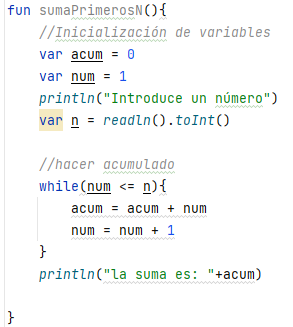 fun sumaPrimerosN(){
//Inicialización de variables
var acum = 0
var num = 1
println("Introduce un número")
var n = readln().toInt()
//hacer acumulado
while(num <= n){
acum = acum + num
num = num + 1
}
println("la suma es: "+acum)
}